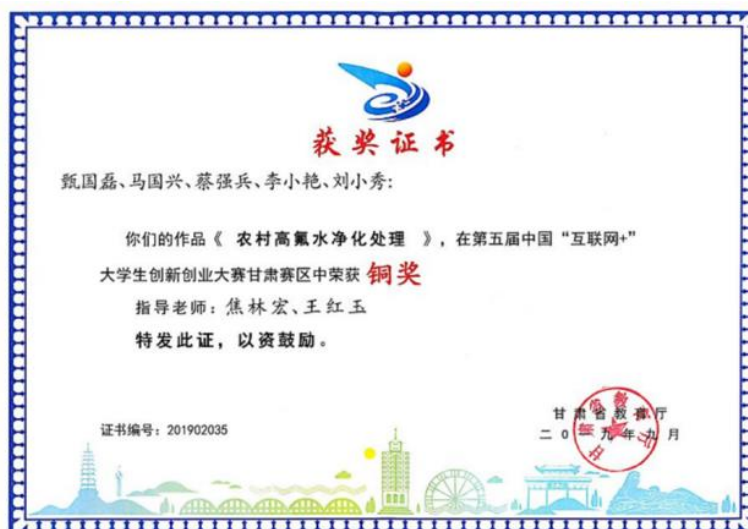 获奖证书
甄国磊、马国兴、蔡强兵、李小艳、刘小秀:
你们的作品《 农村高氟水净化处理 》，在第五届中国“互联网+”
大学生创新创业大赛甘肃赛区中荣获 铜奖
指导老师：焦林宏、王红玉
特发此证，以资鼓励。
甘肃省教育厅
证书编号：201902035
二〇一九年九月